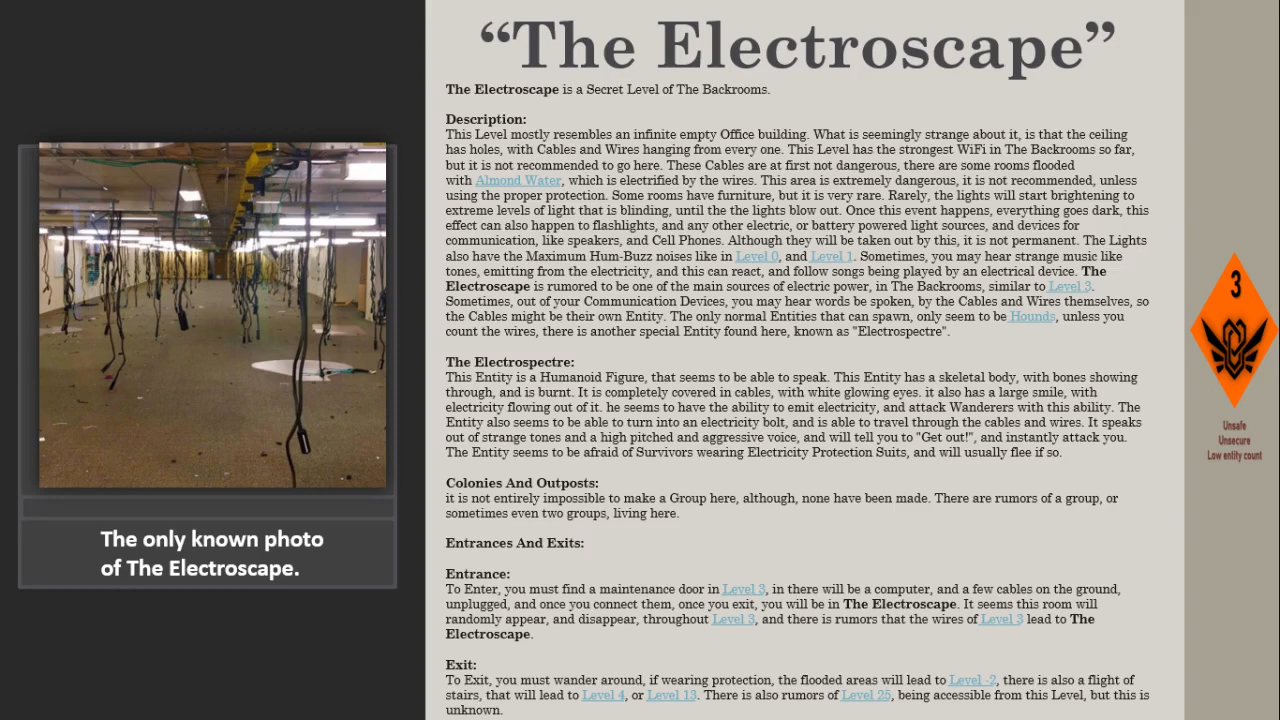 “The Electroscape”
The Electroscape is a Secret Level of The Backrooms.
Description:
This Level mostly resembles an infinite empty Office building. What is seemingly strange about it, is that the ceiling
has holes, with Cables and Wires hanging from every one. This Level has the strongest WiFi in The Backrooms so far,
but it is not recommended to go here. These Cables are at first not dangerous, there are some rooms flooded
with Almond Water, which is electrified by the wires. This area is extremely dangerous, it is not recommended, unless
using the proper protection. Some rooms have furniture, but it is very rare. Rarely, the lights will start brightening to
extreme levels of light that is blinding, until the the lights blow out. Once this event happens, everything goes dark, this
effect can also happen to flashlights, and any other electric, or battery powered light sources, and devices for
communication, like speakers, and Cell Phones. Although they will be taken out by this, it is not permanent. The Lights
also have the Maximum Hum-Buzz noises like in Level 0, and Level 1. Sometimes, you may hear strange music like
tones, emitting from the electricity, and this can react, and follow songs being played by an electrical device. The
Electroscape is rumored to be one of the main sources of electric power, in The Backrooms, similar to Level 3.
Sometimes, out of your Communication Devices, you may hear words be spoken, by the Cables and Wires themselves, so
the Cables might be their own Entity. The only normal Entities that can spawn, only seem to be Hounds, unless you
count the wires, there is another special Entity found here, known as "Electrospectre".
The Electrospectre:
This Entity is a Humanoid Figure, that seems to be able to speak. This Entity has a skeletal body, with bones showing
through, and is burnt. It is completely covered in cables, with white glowing eyes. it also has a large smile, with
electricity flowing out of it. he seems to have the ability to emit electricity, and attack Wanderers with this ability. The
Entity also seems to be able to turn into an electricity bolt, and is able to travel through the cables and wires. It speaks
out of strange tones and a high pitched and aggressive voice, and will tell you to "Get out!", and instantly attack you.
The Entity seems to be afraid of Survivors wearing Electricity Protection Suits, and will usually flee if so.
Colonies And Outposts:
it is not entirely impossible to make a Group here, although, none have been made. There are rumors of a group, or
sometimes even two groups, living here.
Entrances And Exits:
Entrance:
To Enter, you must find a maintenance door in Level 3, in there will be a computer, and a few cables on the ground,
unplugged, and once you connect them, once you exit, you will be in The Electroscape. It seems this room will
randomly appear, and disappear, throughout Level 3, and there is rumors that the wires of Level 3 lead to The
Electroscape.
Exit:
To Exit, you must wander around, if wearing protection, the flooded areas will lead to Level -2, there is also a flight of
stairs, that will lead to Level 4, or Level 13. There is also rumors of Level 25, being accessible from this Level, but this is
unknown.
The only known photo
of The Electroscape.
3
Unsafe
Unsecure
Low entity count